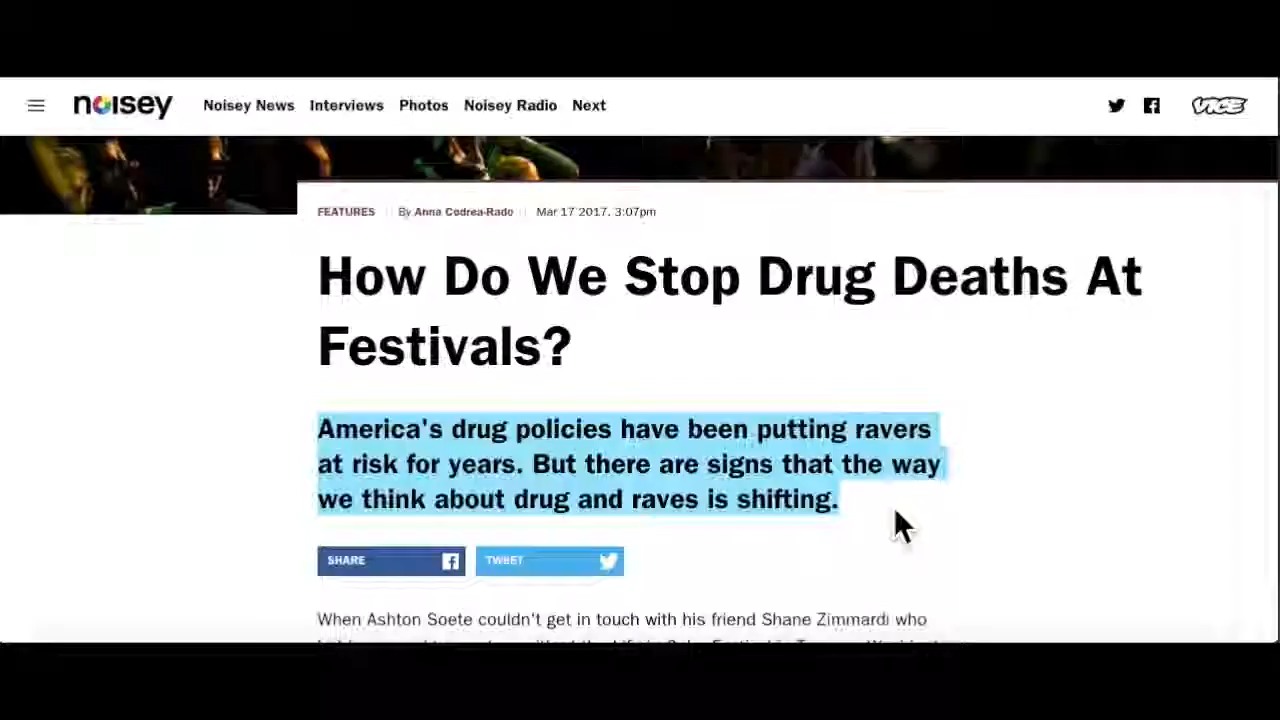 noisey Noisey News Interviews Photos Noisey Radio Next VICE
FEATURES By Anna Codrea-Rado Mar 17 2017, 3:07pm
How Do We Stop Drug Deaths At
Festivals?
America's drug policies have been putting ravers
at risk for years. But there are signs that the way
we think about drug and raves is shifting.
SHARE TWEET
When Ashton Soete couldn't get in touch with his friend Shane Zimmardi who